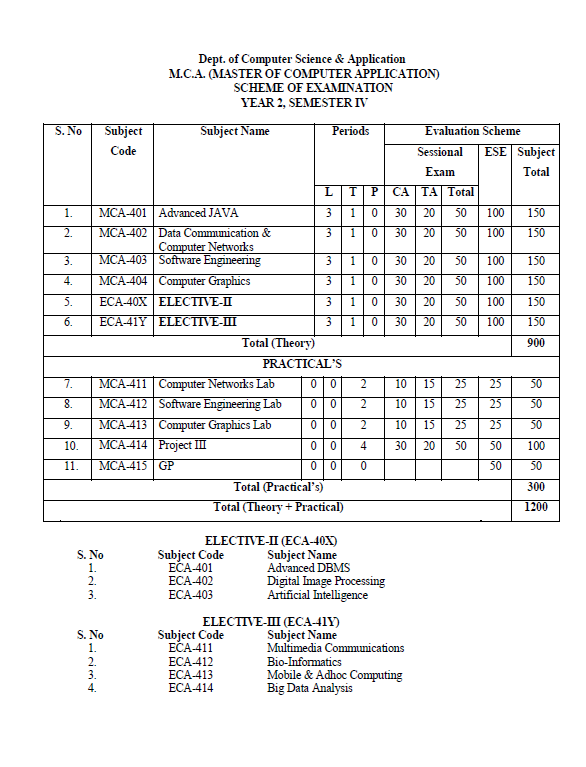 Dept. of Computer Science & Application
M.C.A. (MASTER OF COMPUTER APPLICATION)
SCHEME OF EXAMINATION
YEAR 2, SEMESTER IV
S. No Subject Code Subject Name Periods Evaluation Scheme
Sessional Exam ESE Subject Total
L T P CA TA Total
1. MCA-401 Advanced JAVA 3 1 0 30 20 50 100 150
2. MCA-402 Data Communication & Computer Networks 3 1 0 30 20 50 100 150
3. MCA-403 Software Engineering 3 1 0 30 20 50 100 150
4. MCA-404 Computer Graphics 3 1 0 30 20 50 100 150
5. ECA-40X ELECTIVE-II 3 1 0 30 20 50 100 150
6. ECA-41Y ELECTIVE-III 3 1 0 30 20 50 100 150
Total (Theory) 900
PRACTICAL'S
7. MCA-411 Computer Networks Lab 0 0 2 10 15 25 25 50
8. MCA-412 Software Engineering Lab 0 0 2 10 15 25 25 50
9. MCA-413 Computer Graphics Lab 0 0 2 10 15 25 25 50
10. MCA-414 Project III 0 0 4 30 20 50 50 100
11. MCA-415 GP 0 0 0 50 50
Total (Practical's) 300
Total (Theory + Practical) 1200
ELECTIVE-II (ECA-40X)
S. No Subject Code Subject Name
1. ECA-401 Advanced DBMS
2. ECA-402 Digital Image Processing
3. ECA-403 Artificial Intelligence
ELECTIVE-III (ECA-41Y)
S. No Subject Code Subject Name
1. ECA-411 Multimedia Communications
2. ECA-412 Bio-Informatics
3. ECA-413 Mobile & Adhoc Computing
4. ECA-414 Big Data Analysis